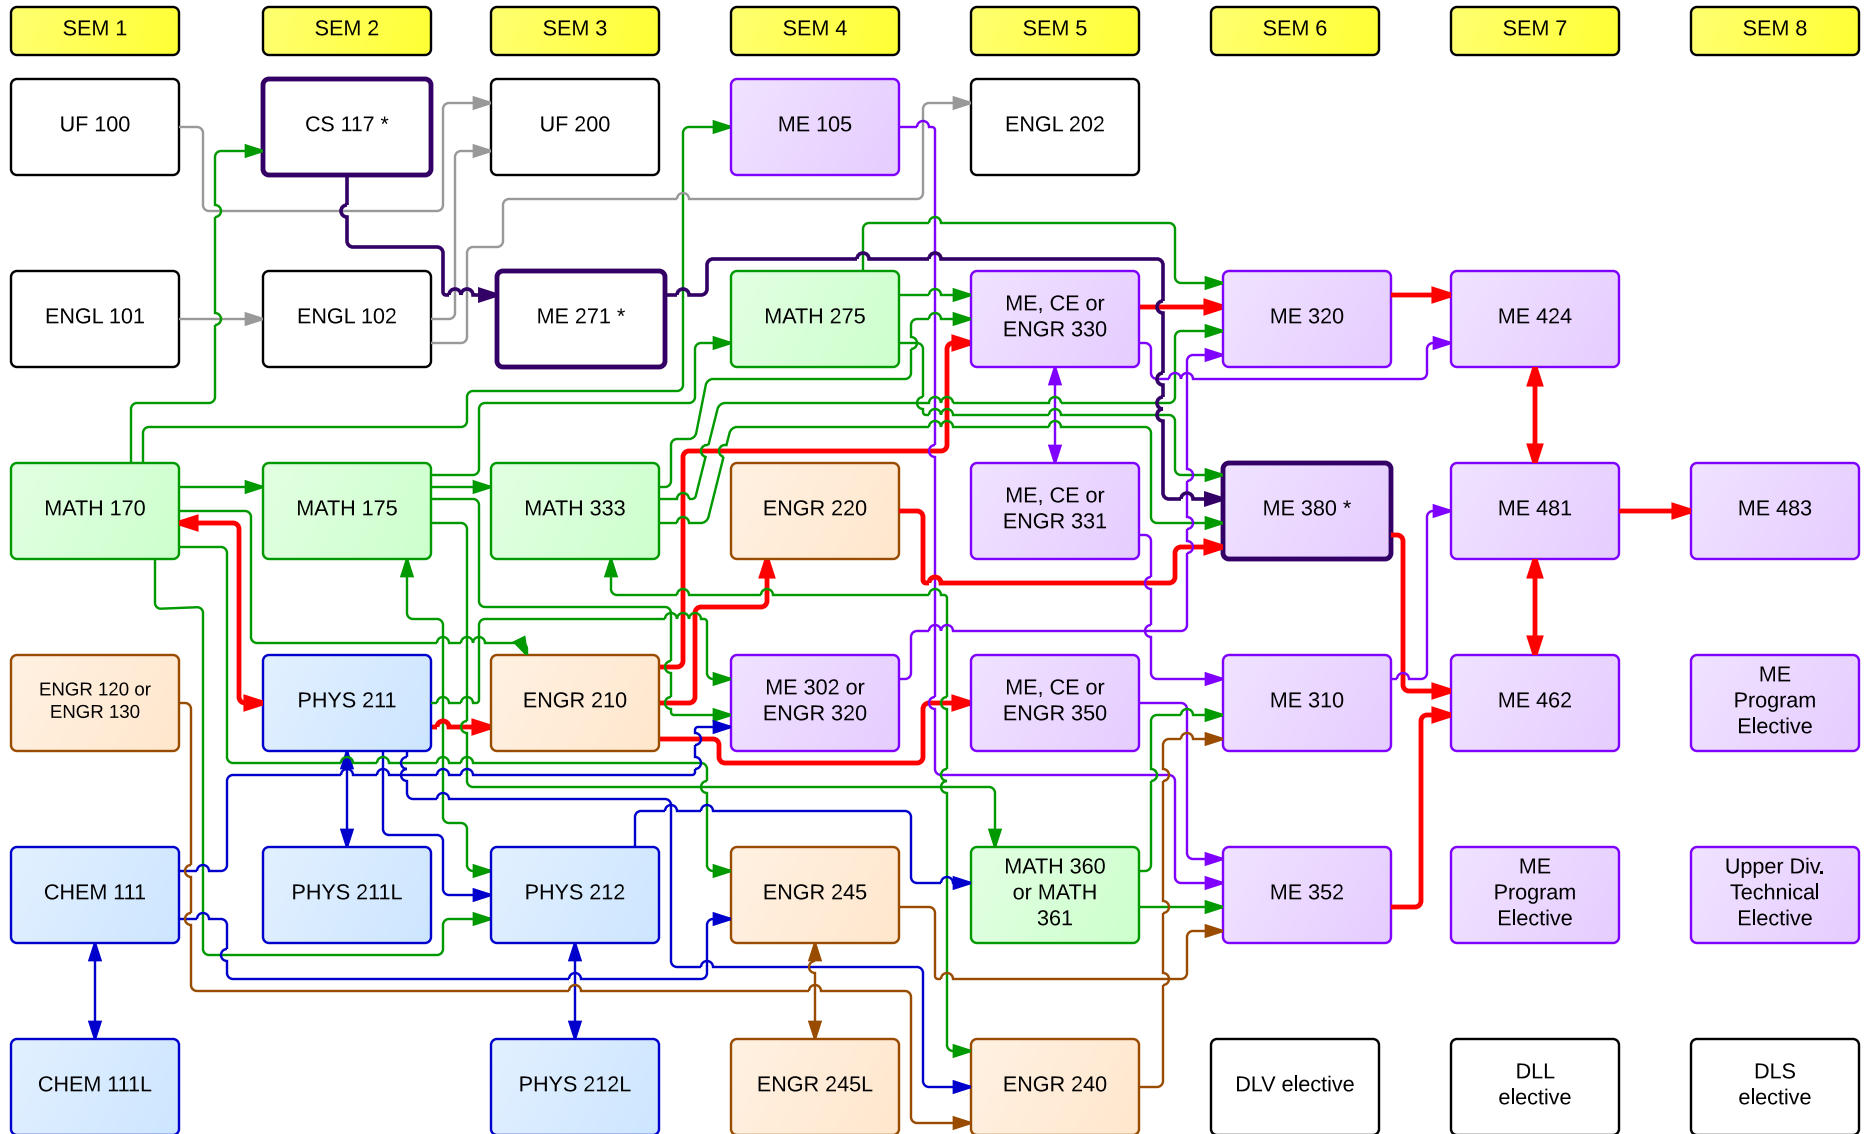 SEM 1
SEM 2
SEM 3
SEM 4
SEM 5
SEM 6
SEM 7
SEM 8
UF 100
CS 117 *
UF 200
ME 105
ENGL 202
ENGL 101
ENGL 102
ME 271 *
MATH 275
ME, CE or
ENGR 330
ME 320
ME 424
MATH 170
MATH 175
MATH 333
ENGR 220
ME, CE or
ENGR 331
ME 380 *
ME 481
ME 483
ENGR 120 or
ENGR 130
PHYS 211
ENGR 210
ME 302 or
ENGR 320
ME, CE or
ENGR 350
ME 310
ME 462
ME
Program
Elective
CHEM 111
PHYS 211L
PHYS 212
ENGR 245
MATH 360
or MATH
361
ME 352
ME
Program
Elective
Upper Div.
Technical
Elective
CHEM 111L
PHYS 212L
ENGR 245L
ENGR 240
DLV elective
DLL
elective
DLS
elective